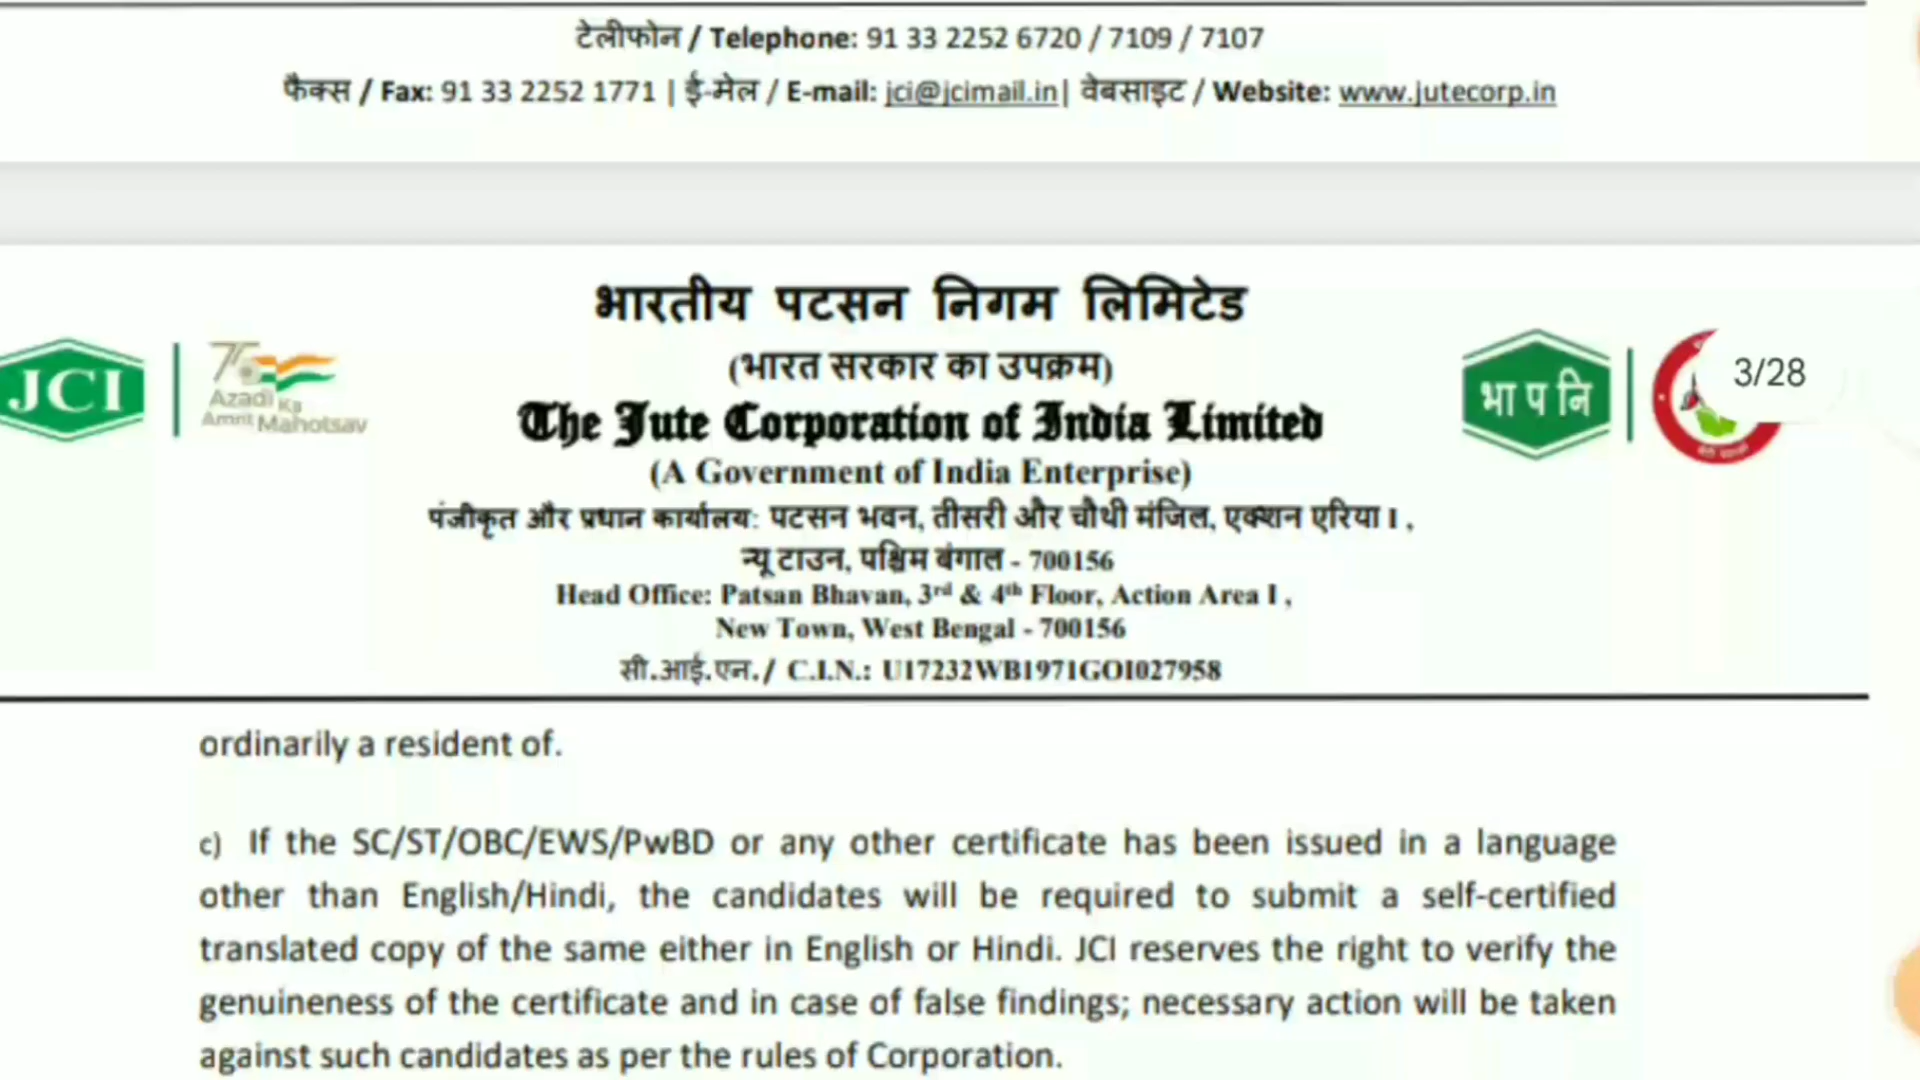 टेलीफोन / Telephone: 91 33 2252 6720 / 7109 / 7107
फैक्स / Fax: 91 33 2252 1771 | ई-मेल / E-mail: jci@jcimail.in| वेबसाइट / Website: www.jutecorp.in
भारतीय पटसन निगम लिमिटेड
(भारत सरकार का उपक्रम)
JCI
75
Azadi Ka
Amrit Mahotsav
The Jute Corporation of India Limited
भा प नि
3/28
(A Government of India Enterprise)
पंजीकृत और प्रधान कार्यालय: पटसन भवन, तीसरी और चौथी मंजिल, एक्शन एरिया I ,
न्यू टाउन, पश्चिम बंगाल - 700156
Head Office: Patsan Bhavan, 3rd & 4th Floor, Action Area I ,
New Town, West Bengal - 700156
सी.आई.एन./ C.I.N.: U17232WB1971GOI027958
ordinarily a resident of.
c) If the SC/ST/OBC/EWS/PwBD or any other certificate has been issued in a language
other than English/Hindi, the candidates will be required to submit a self-certified
translated copy of the same either in English or Hindi. JCI reserves the right to verify the
genuineness of the certificate and in case of false findings; necessary action will be taken
against such candidates as per the rules of Corporation.